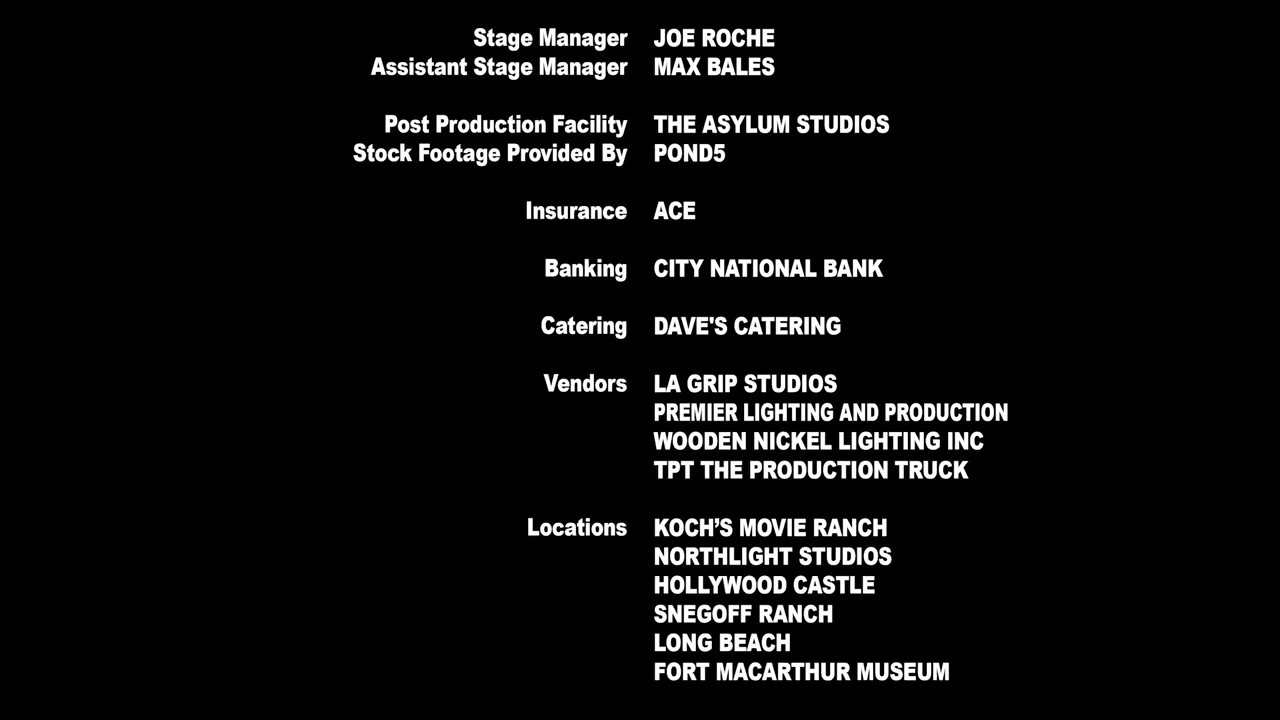 Stage Manager JOE ROCHE
Assistant Stage Manager MAX BALES
Post Production Facility THE ASYLUM STUDIOS
Stock Footage Provided By POND5
Insurance ACE
Banking CITY NATIONAL BANK
Catering DAVE'S CATERING
Vendors LA GRIP STUDIOS
PREMIER LIGHTING AND PRODUCTION
WOODEN NICKEL LIGHTING INC
TPT THE PRODUCTION TRUCK
Locations KOCH’S MOVIE RANCH
NORTHLIGHT STUDIOS
HOLLYWOOD CASTLE
SNEGOFF RANCH
LONG BEACH
FORT MACARTHUR MUSEUM